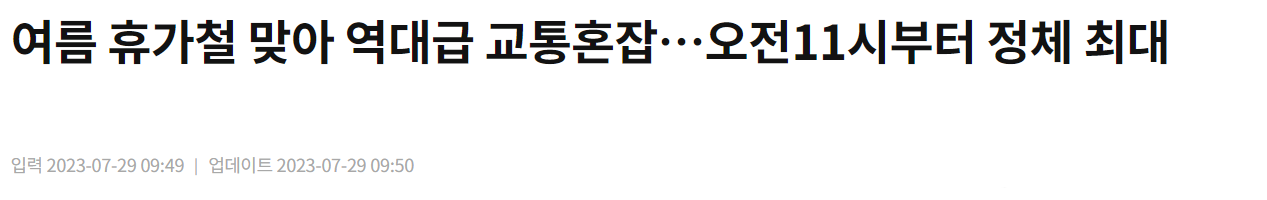 여름 휴가철 맞아 역대급 교통혼잡…오전11시부터 정체 최대
입력 2023-07-29 09:49 | 업데이트 2023-07-29 09:50